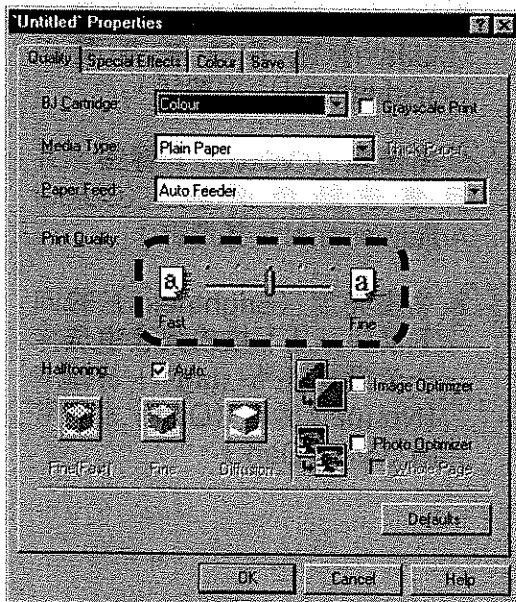 "Untitled" Properties
Quality Special Effects Colour Save
BJ Cartridge: Colour Grayscale Print
Media Type: Plain Paper Thick Paper
Paper Feed: Auto Feeder
Print Quality:
a a
Fast Fine
Halftoning: Auto
Image Optimizer
Photo Optimizer
Fine(Fast) Fine Diffusion Whole Page
Defaults
OK Cancel Help